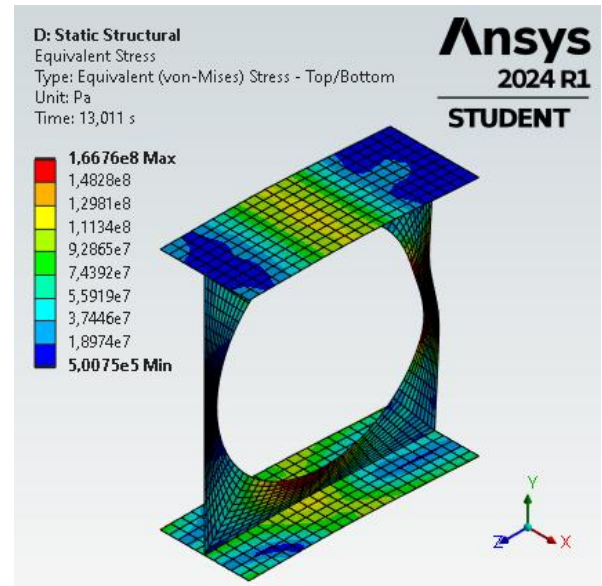 D: Static Structural
Equivalent Stress
Type: Equivalent (von-Mises) Stress - Top/Bottom
Unit: Pa
Time: 13,011 s
Ansys
2024 R1
STUDENT
1,6676e8 Max
1,4828e8
1,2981e8
1,1134e8
9,2865e7
7,4392e7
5,5919e7
3,7446e7
1,8974e7
5,0075e5 Min
Y
Z
X